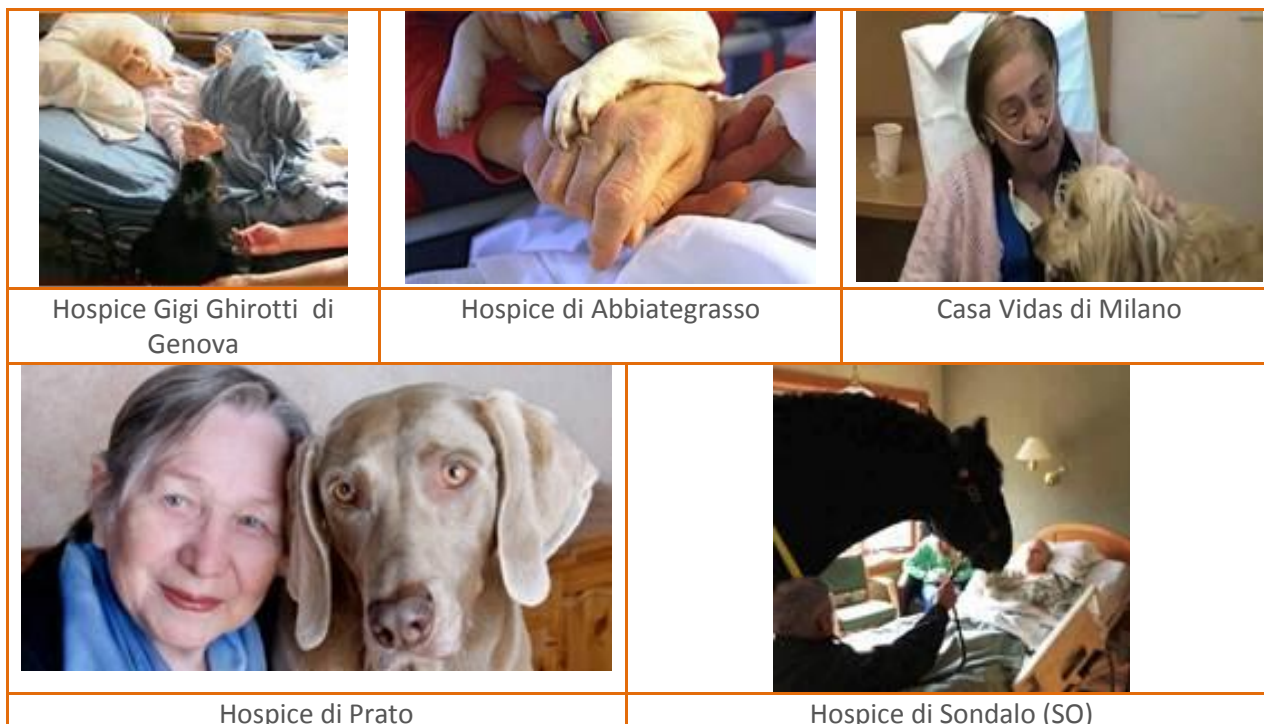 Hospice Gigi Ghirotti di
Genova
Hospice di Abbiategrasso
Casa Vidas di Milano
Hospice di Prato
Hospice di Sondalo (SO)